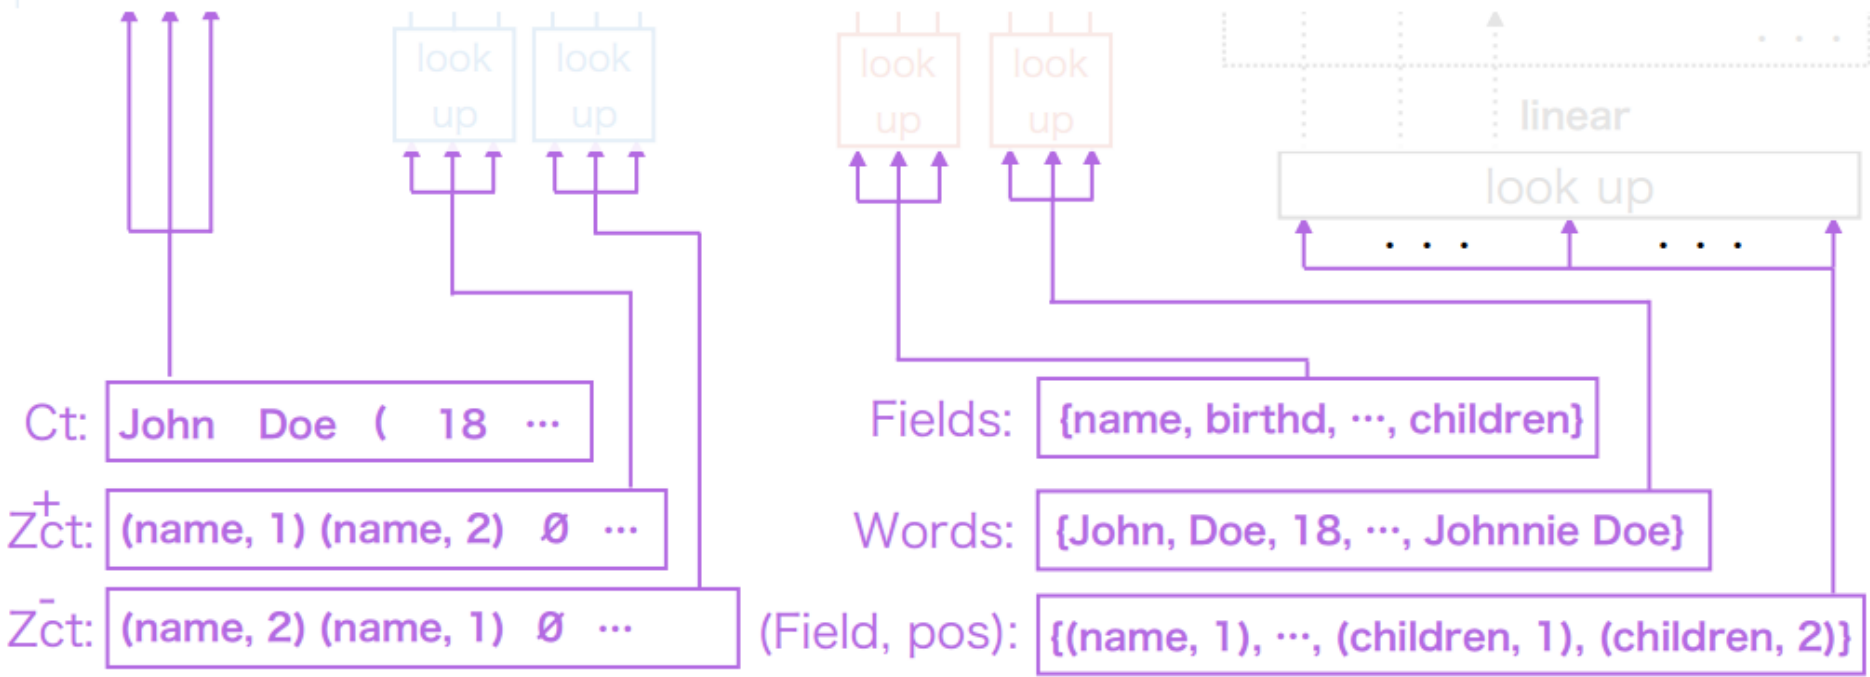 look up
look up
look up
look up
. . .
linear
look up
. . .
. . .
Ct: John Doe ( 18 ...
Z+ct: (name, 1) (name, 2) Ø ...
Z-ct: (name, 2) (name, 1) Ø ...
Fields: {name, birthd, ..., children}
Words: {John, Doe, 18, ..., Johnnie Doe}
(Field, pos): {(name, 1), ..., (children, 1), (children, 2)}